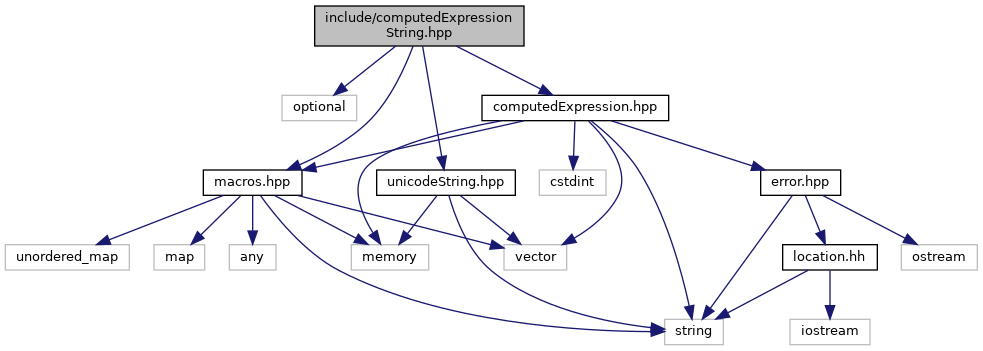 include/computedExpression
String.hpp
optional
computedExpression.hpp
macros.hpp
unicodeString.hpp
cstdint
error.hpp
unordered_map
map
any
memory
vector
location.hh
ostream
string
iostream